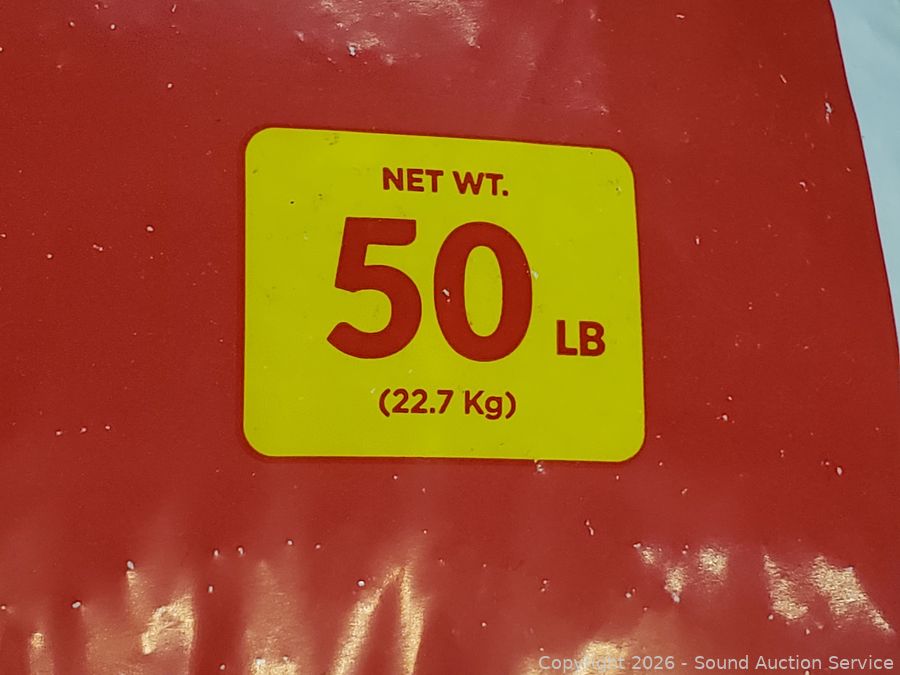 NET WT.
50 LB
(22.7 Kg)
Copyright 2026 - Sound Auction Service